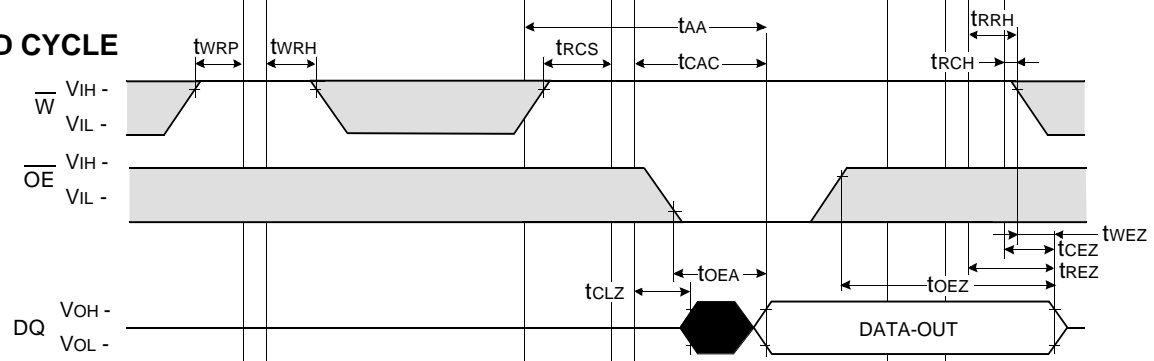 tAA
tRRH
D CYCLE
tWRP
tWRH
tRCS
tCAC
tRCH
W
VIH -
VIL -
OE
VIH -
VIL -
tWEZ
tCEZ
tREZ
tOEA
tOEZ
tCLZ
DQ
VOH -
VOL -
DATA-OUT